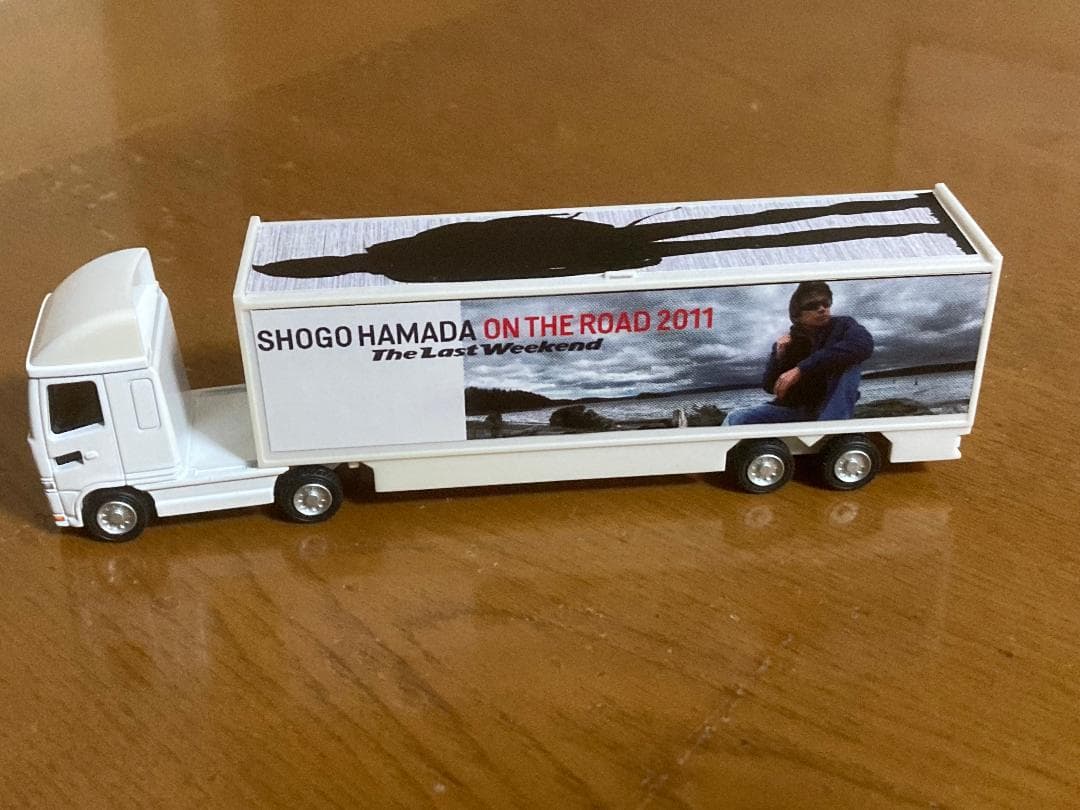 SHOGO HAMADA ON THE ROAD 2011
The Last Weekend